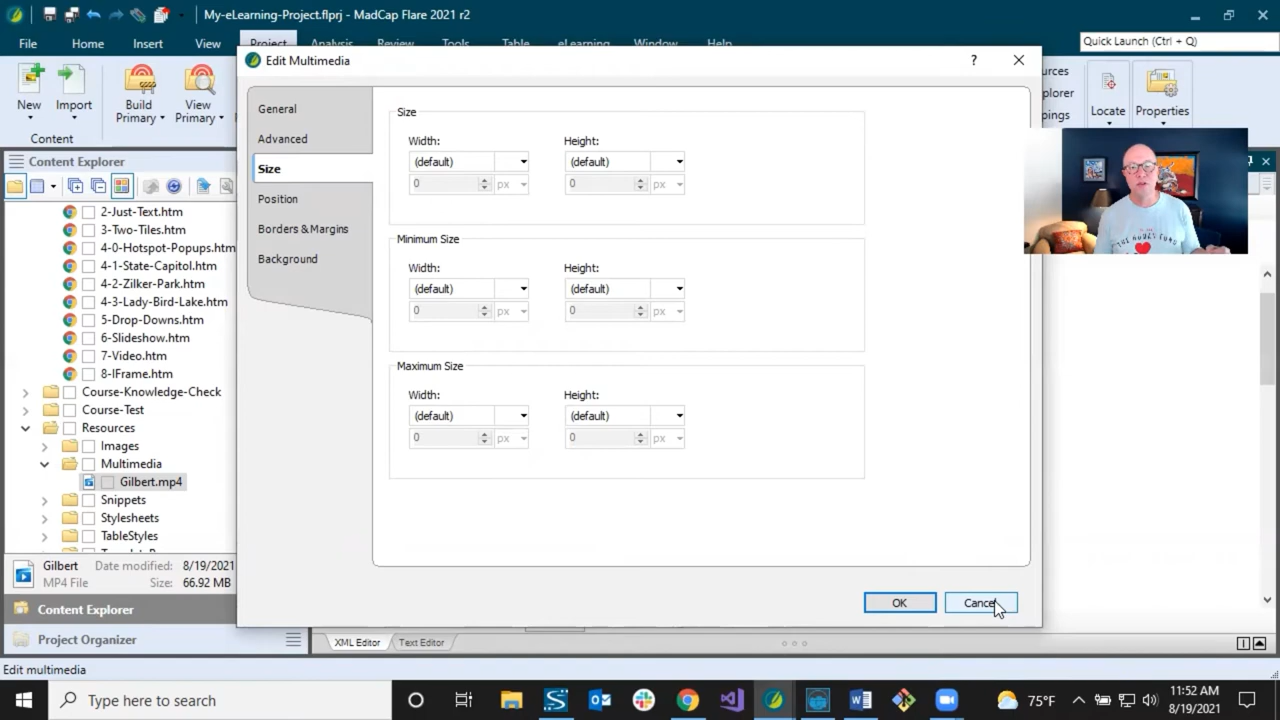 My-eLearning-Project.flprj - MadCap Flare 2021 r2
File Home Insert View Project Analysis Review Tools Table eLearning Window Help
Quick Launch (Ctrl + Q)
New
Import
Build
Primary
View
Primary
Content
Locate
Properties
Edit Multimedia
?
General
Advanced
Size
Position
Borders & Margins
Background
Size
Width: Height:
(default) (default)
0 px 0 px
Minimum Size
Width: Height:
(default) (default)
0 px 0 px
Maximum Size
Width: Height:
(default) (default)
0 px 0 px
OK
Cancel
Content Explorer
2-Just-Text.htm
3-Two-Tiles.htm
4-0-Hotspot-Popups.htm
4-1-State-Capitol.htm
4-2-Zilker-Park.htm
4-3-Lady-Bird-Lake.htm
5-Drop-Downs.htm
6-Slideshow.htm
7-Video.htm
8-IFrame.htm
Course-Knowledge-Check
Course-Test
Resources
Images
Multimedia
Gilbert.mp4
Snippets
Stylesheets
TableStyles
Gilbert Date modified: 8/19/2021
MP4 File Size: 66.92 MB
Content Explorer
Project Organizer
XML Editor Text Editor
Edit multimedia
Type here to search
75°F
11:52 AM
8/19/2021